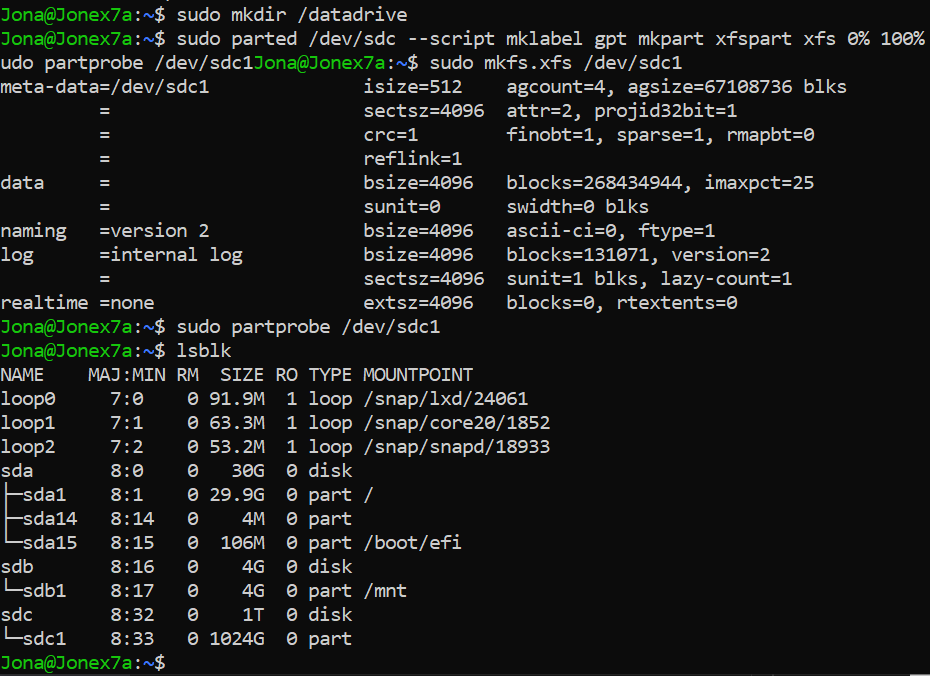 Jona@Jonex7a:~$ sudo mkdir /datadrive
Jona@Jonex7a:~$ sudo parted /dev/sdc --script mklabel gpt mkpart xfspart xfs 0% 100%
udo partprobe /dev/sdc1Jona@Jonex7a:~$ sudo mkfs.xfs /dev/sdc1
meta-data=/dev/sdc1              isize=512    agcount=4, agsize=67108736 blks
         =                       sectsz=4096  attr=2, projid32bit=1
         =                       crc=1        finobt=1, sparse=1, rmapbt=0
         =                       reflink=1
data     =                       bsize=4096   blocks=268434944, imaxpct=25
         =                       sunit=0      swidth=0 blks
naming   =version 2              bsize=4096   ascii-ci=0, ftype=1
log      =internal log           bsize=4096   blocks=131071, version=2
         =                       sectsz=4096  sunit=1 blks, lazy-count=1
realtime =none                   extsz=4096   blocks=0, rtextents=0
Jona@Jonex7a:~$ sudo partprobe /dev/sdc1
Jona@Jonex7a:~$ lsblk
NAME    MAJ:MIN RM  SIZE RO TYPE MOUNTPOINT
loop0     7:0    0 91.9M  1 loop /snap/lxd/24061
loop1     7:1    0 63.3M  1 loop /snap/core20/1852
loop2     7:2    0 53.2M  1 loop /snap/snapd/18933
sda       8:0    0   30G  0 disk
├─sda1    8:1    0 29.9G  0 part /
├─sda14   8:14   0    4M  0 part
└─sda15   8:15   0  106M  0 part /boot/efi
sdb       8:16   0    4G  0 disk
└─sdb1    8:17   0    4G  0 part /mnt
sdc       8:32   0    1T  0 disk
└─sdc1    8:33   0 1024G  0 part
Jona@Jonex7a:~$